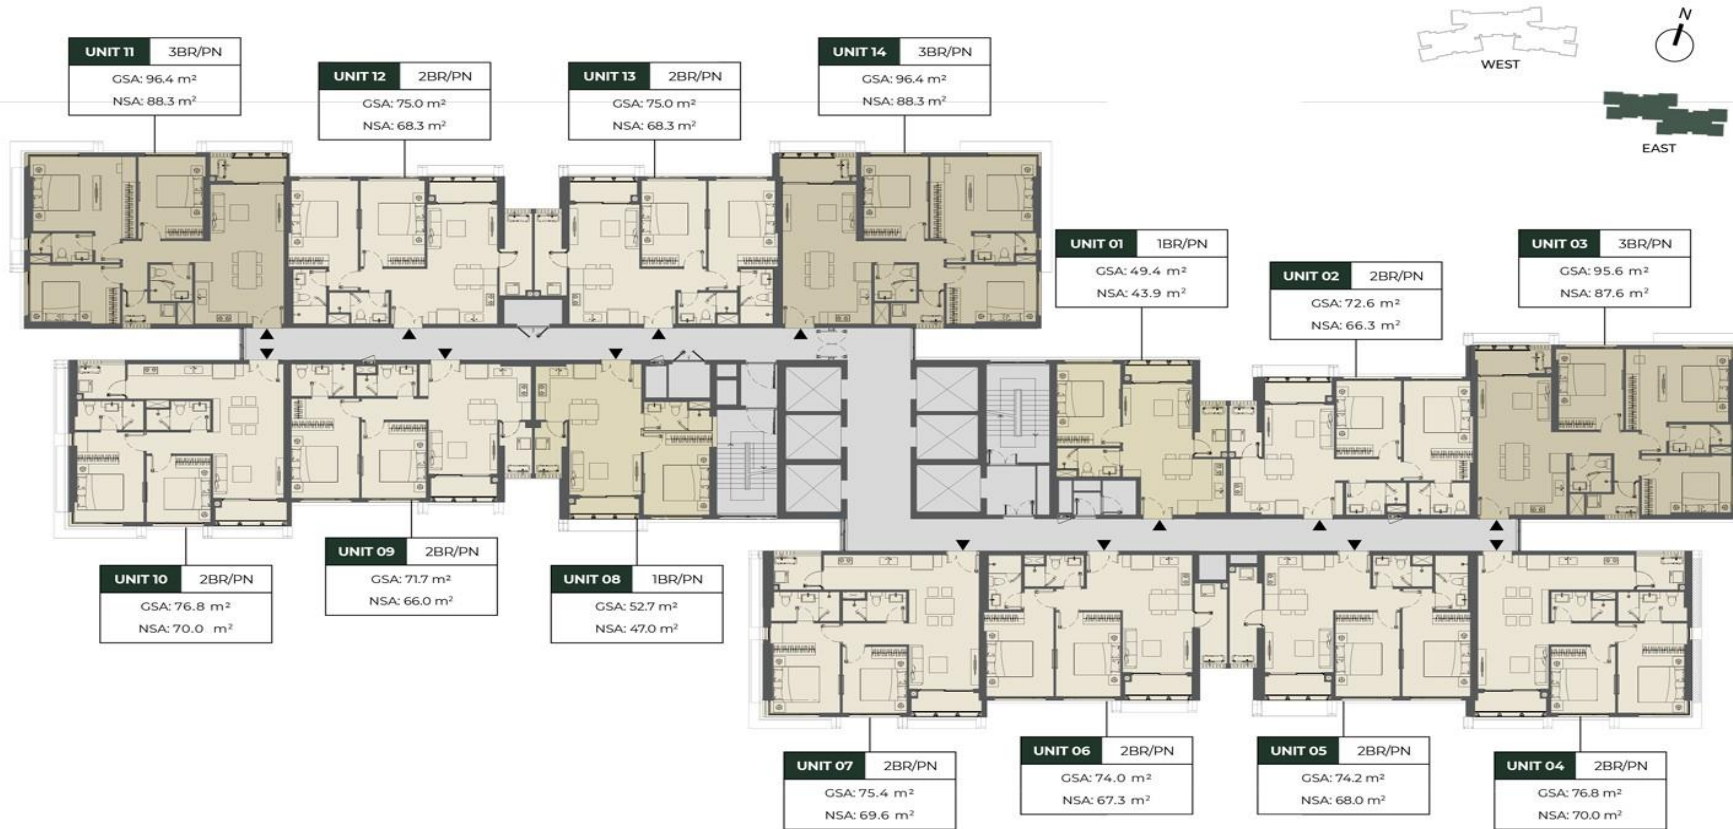 N
WEST
EAST
UNIT 11 3BR/PN
GSA: 96.4 m²
NSA: 88.3 m²
UNIT 12 2BR/PN
GSA: 75.0 m²
NSA: 68.3 m²
UNIT 13 2BR/PN
GSA: 75.0 m²
NSA: 68.3 m²
UNIT 14 3BR/PN
GSA: 96.4 m²
NSA: 88.3 m²
UNIT 01 1BR/PN
GSA: 49.4 m²
NSA: 43.9 m²
UNIT 02 2BR/PN
GSA: 72.6 m²
NSA: 66.3 m²
UNIT 03 3BR/PN
GSA: 95.6 m²
NSA: 87.6 m²
UNIT 10 2BR/PN
GSA: 76.8 m²
NSA: 70.0 m²
UNIT 09 2BR/PN
GSA: 71.7 m²
NSA: 66.0 m²
UNIT 08 1BR/PN
GSA: 52.7 m²
NSA: 47.0 m²
UNIT 07 2BR/PN
GSA: 75.4 m²
NSA: 69.6 m²
UNIT 06 2BR/PN
GSA: 74.0 m²
NSA: 67.3 m²
UNIT 05 2BR/PN
GSA: 74.2 m²
NSA: 68.0 m²
UNIT 04 2BR/PN
GSA: 76.8 m²
NSA: 70.0 m²